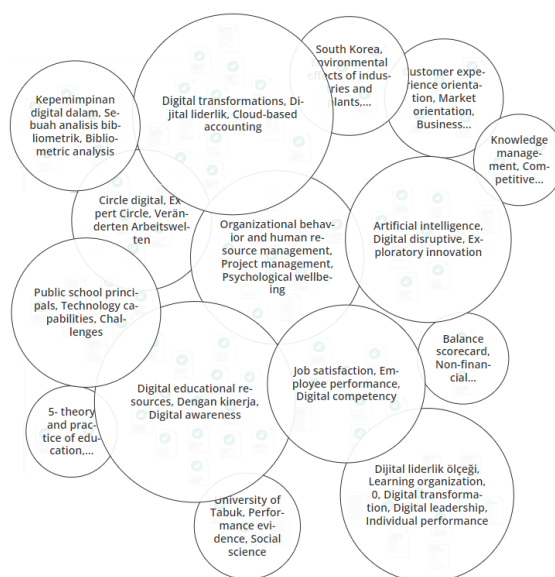 South Korea,
Environmental
effects of indus-
ries and
lants,...
Customer expe-
rience orienta-
tion, Market
orientation,
Business...
Kepemimpinan
digital dalam, Se-
buah analisis bib-
liometrik, Biblio-
metric analysis
Digital transformations, Di-
jital liderlik, Cloud-based
accounting
Knowledge
manage-
ment, Com-
petitive...
Circle digital, Ex-
pert Circle, Verän-
derten Arbeitswel-
ten
Organizational behav-
ior and human re-
source management,
Project management,
Psychological wellbe-
ing
Artificial intelligence,
Digital disruptive, Ex-
ploratory innovation
Public school princi-
pals, Technology ca-
pabilities, Chal-
lenges
Balance
scorecard,
Non-finan-
cial...
Digital educational re-
sources, Dengan kinerja,
Digital awareness
Job satisfaction, Em-
ployee performance,
Digital competency
5- theory
and prac-
tice of edu-
cation,...
Dijital liderlik ölçeği,
Learning organization,
0, Digital transforma-
tion, Digital leadership,
Individual performance
University of
Tabuk, Perfor-
mance evi-
dence, Social
science